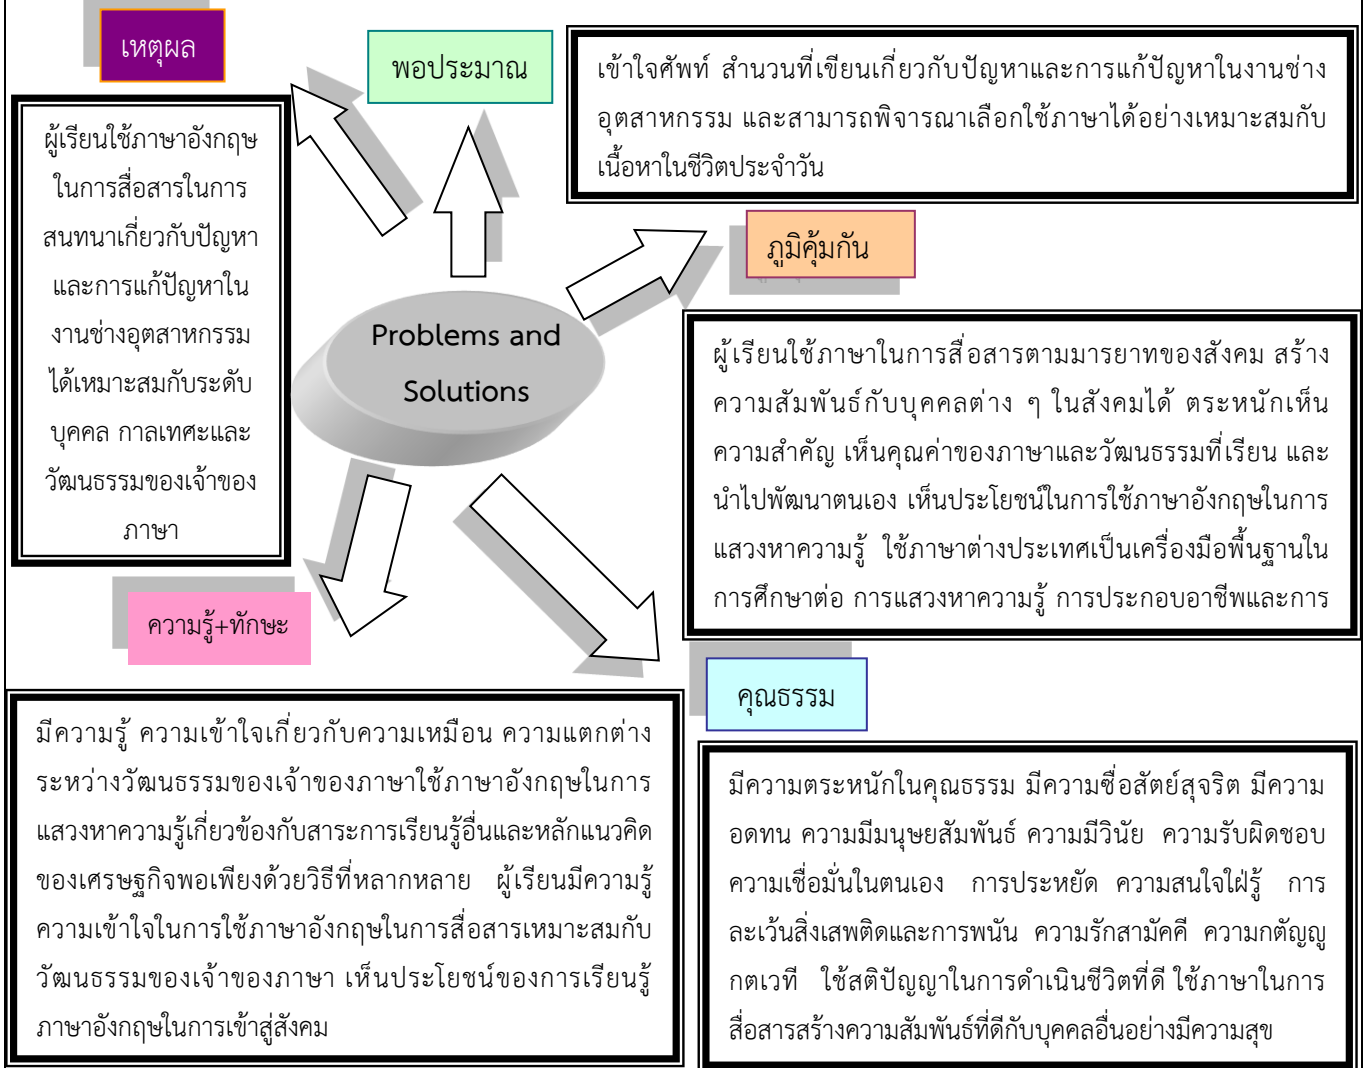 เหตุผล
พอประมาณ
เข้าใจศัพท์ สำนวนที่เขียนเกี่ยวกับปัญหาและการแก้ปัญหาในงานช่าง
อุตสาหกรรม และสามารถพิจารณาเลือกใช้ภาษาได้อย่างเหมาะสมกับ
เนื้อหาในชีวิตประจำวัน
ผู้เรียนใช้ภาษาอังกฤษ
ในการสื่อสารในการ
สนทนาเกี่ยวกับปัญหา
และการแก้ปัญหาใน
งานช่างอุตสาหกรรม
ได้เหมาะสมกับระดับ
บุคคล กาลเทศะและ
วัฒนธรรมของเจ้าของ
ภาษา
ภูมิคุ้มกัน
Problems and
Solutions
ผู้เรียนใช้ภาษาในการสื่อสารตามมารยาทของสังคม สร้าง
ความสัมพันธ์กับบุคคลต่าง ๆ ในสังคมได้ ตระหนักเห็น
ความสำคัญ เห็นคุณค่าของภาษาและวัฒนธรรมที่เรียน และ
นำไปพัฒนาตนเอง เห็นประโยชน์ในการใช้ภาษาอังกฤษในการ
แสวงหาความรู้ ใช้ภาษาต่างประเทศเป็นเครื่องมือพื้นฐานใน
การศึกษาต่อ การแสวงหาความรู้ การประกอบอาชีพและการ
ความรู้+ทักษะ
คุณธรรม
มีความรู้ ความเข้าใจเกี่ยวกับความเหมือน ความแตกต่าง
ระหว่างวัฒนธรรมของเจ้าของภาษาใช้ภาษาอังกฤษในการ
แสวงหาความรู้เกี่ยวข้องกับสาระการเรียนรู้อื่นและหลักแนวคิด
ของเศรษฐกิจพอเพียงด้วยวิธีที่หลากหลาย ผู้เรียนมีความรู้
ความเข้าใจในการใช้ภาษาอังกฤษในการสื่อสารเหมาะสมกับ
วัฒนธรรมของเจ้าของภาษา เห็นประโยชน์ของการเรียนรู้
ภาษาอังกฤษในการเข้าสู่สังคม
มีความตระหนักในคุณธรรม มีความซื่อสัตย์สุจริต มีความ
อดทน ความมีมนุษยสัมพันธ์ ความมีวินัย ความรับผิดชอบ
ความเชื่อมั่นในตนเอง การประหยัด ความสนใจใฝ่รู้ การ
ละเว้นสิ่งเสพติดและการพนัน ความรักสามัคคี ความกตัญญู
กตเวที ใช้สติปัญญาในการดำเนินชีวิตที่ดี ใช้ภาษาในการ
สื่อสารสร้างความสัมพันธ์ที่ดีกับบุคคลอื่นอย่างมีความสุข